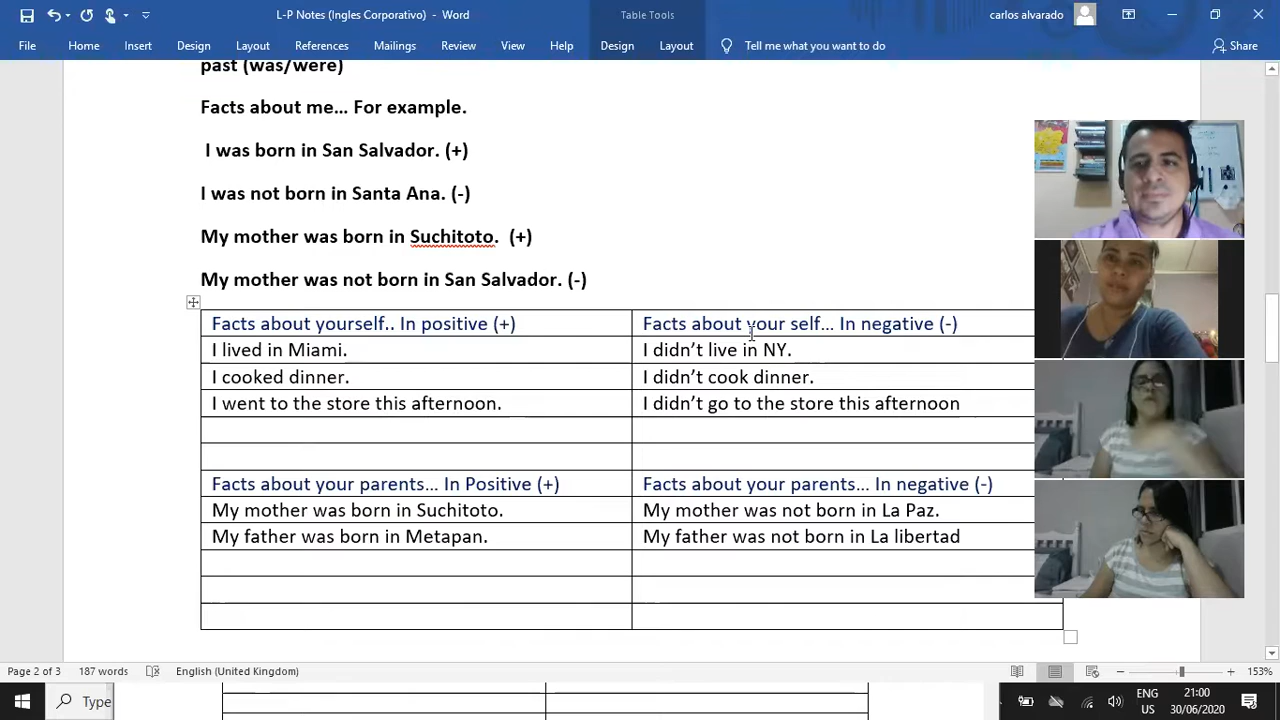 L-P Notes (Ingles Corporativo) - Word
Table Tools
carlos alvarado
File Home Insert Design Layout References Mailings Review View Help Design Layout Tell me what you want to do Share
past (was/were)
Facts about me... For example.
I was born in San Salvador. (+)
I was not born in Santa Ana. (-)
My mother was born in Suchitoto. (+)
My mother was not born in San Salvador. (-)
Facts about yourself.. In positive (+) Facts about your self... In negative (-)
I lived in Miami. I didn’t live in NY.
I cooked dinner. I didn’t cook dinner.
I went to the store this afternoon. I didn’t go to the store this afternoon
Facts about your parents... In Positive (+) Facts about your parents... In negative (-)
My mother was born in Suchitoto. My mother was not born in La Paz.
My father was born in Metapan. My father was not born in La libertad
Page 2 of 3 187 words English (United Kingdom) 153%
Type ENG 21:00
US 30/06/2020